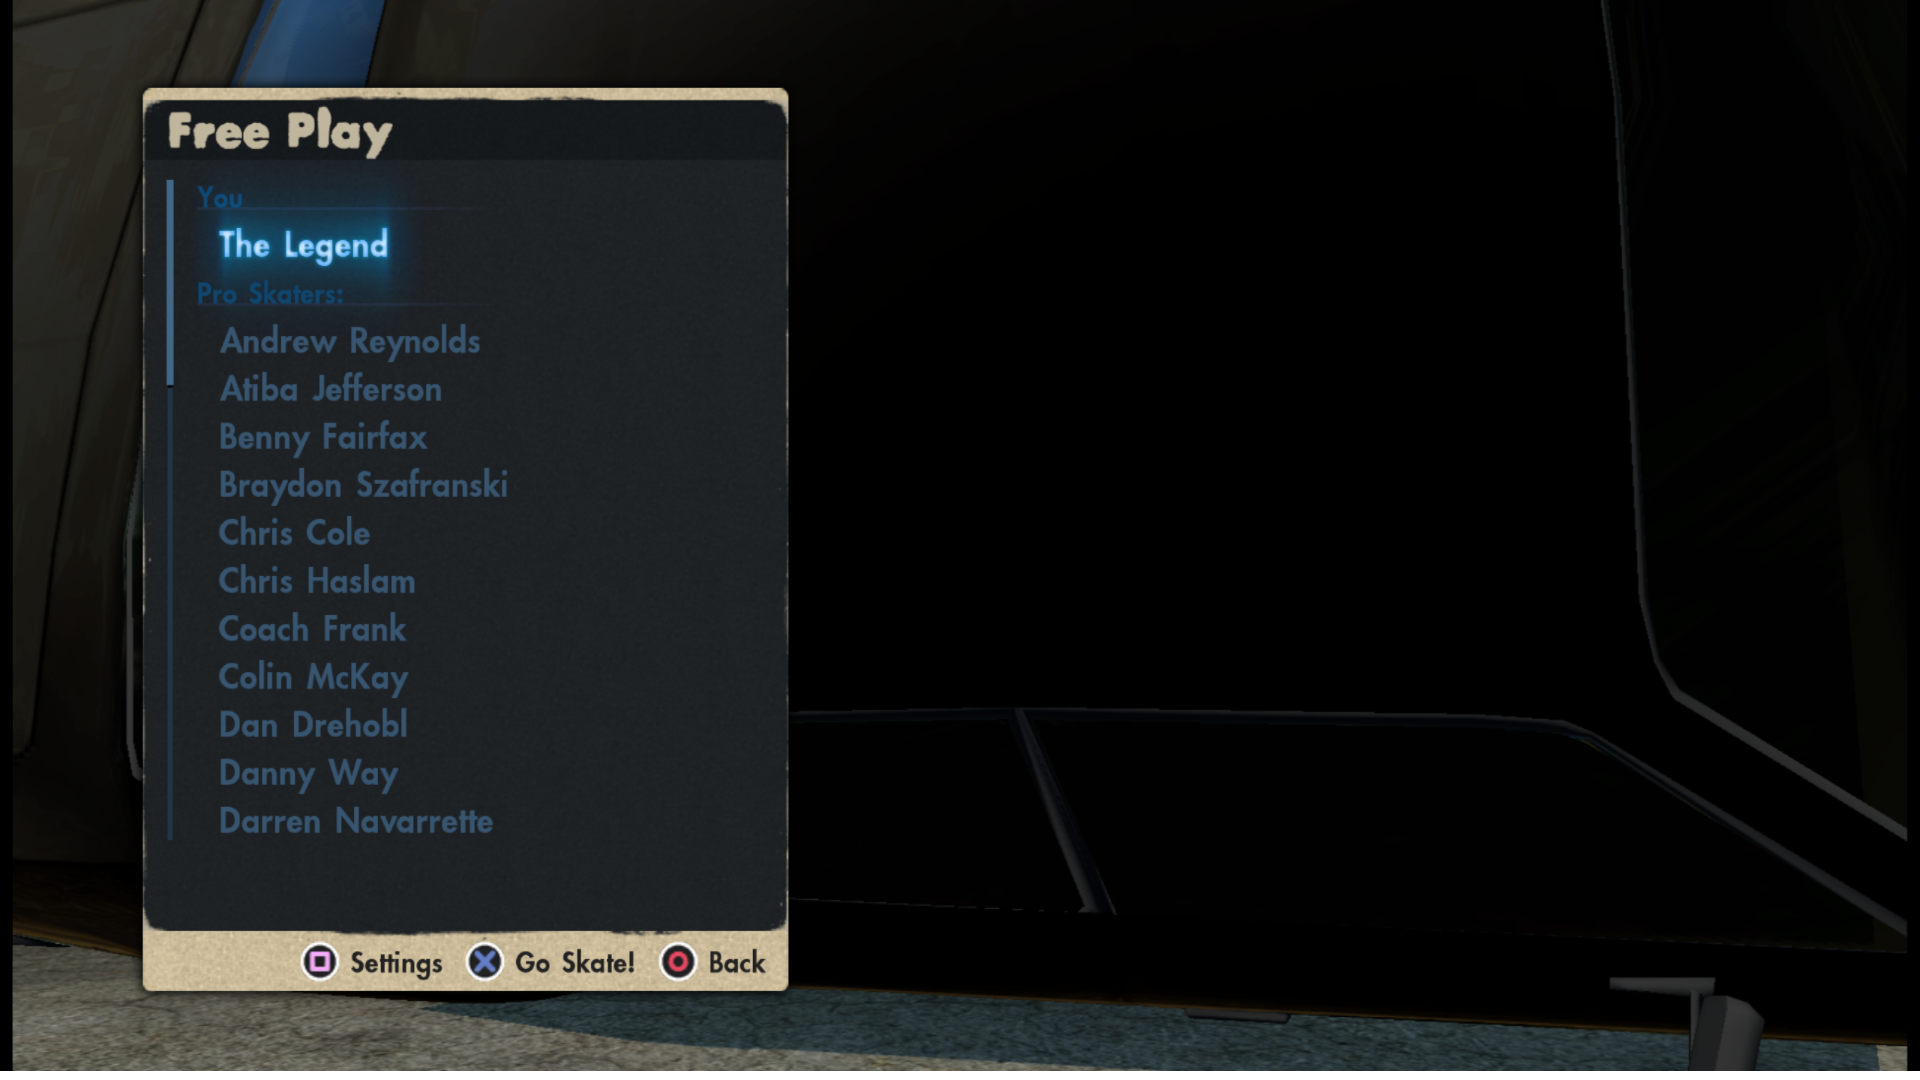 Free Play
You
The Legend
Pro Skaters:
Andrew Reynolds
Atiba Jefferson
Benny Fairfax
Braydon Szafranski
Chris Cole
Chris Haslam
Coach Frank
Colin McKay
Dan Drehobl
Danny Way
Darren Navarrette
Settings Go Skate! Back